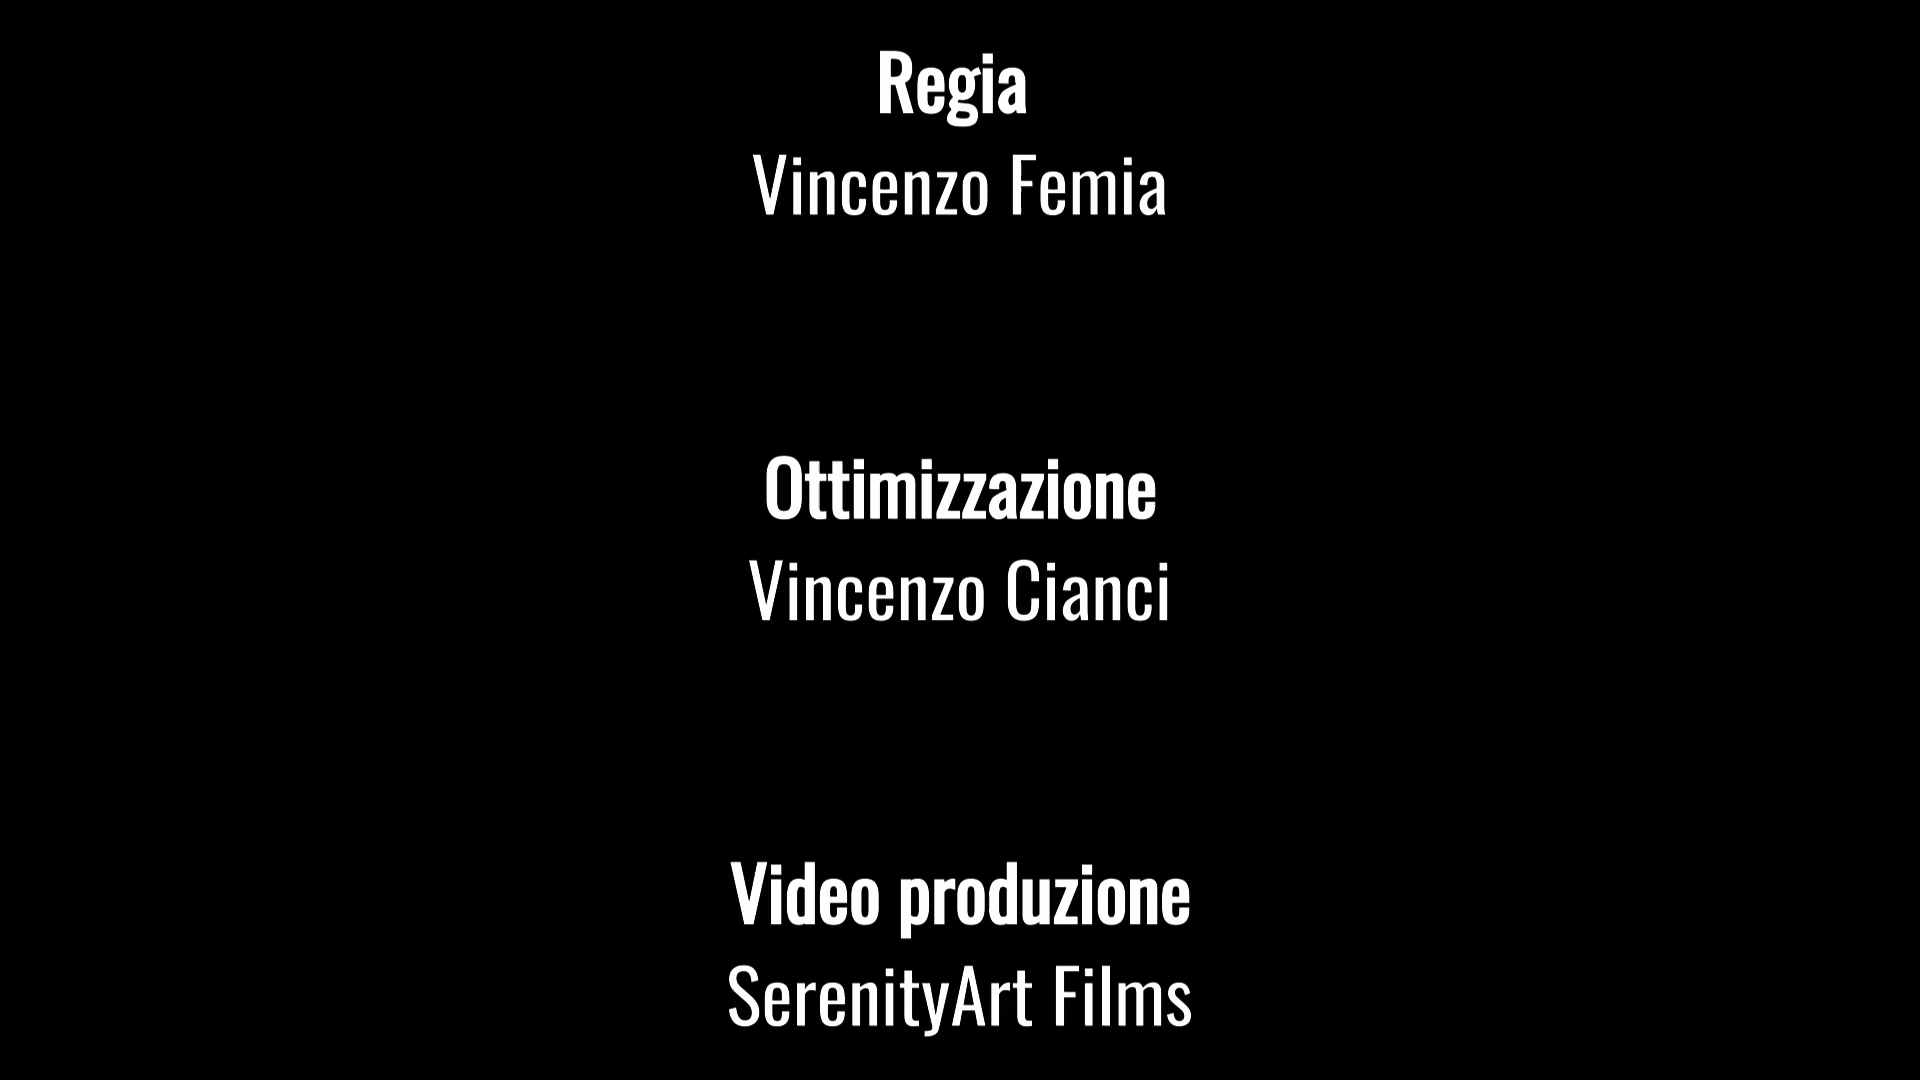 Regia
Vincenzo Femia
Ottimizzazione
Vincenzo Cianci
Video produzione
SerenityArt Films